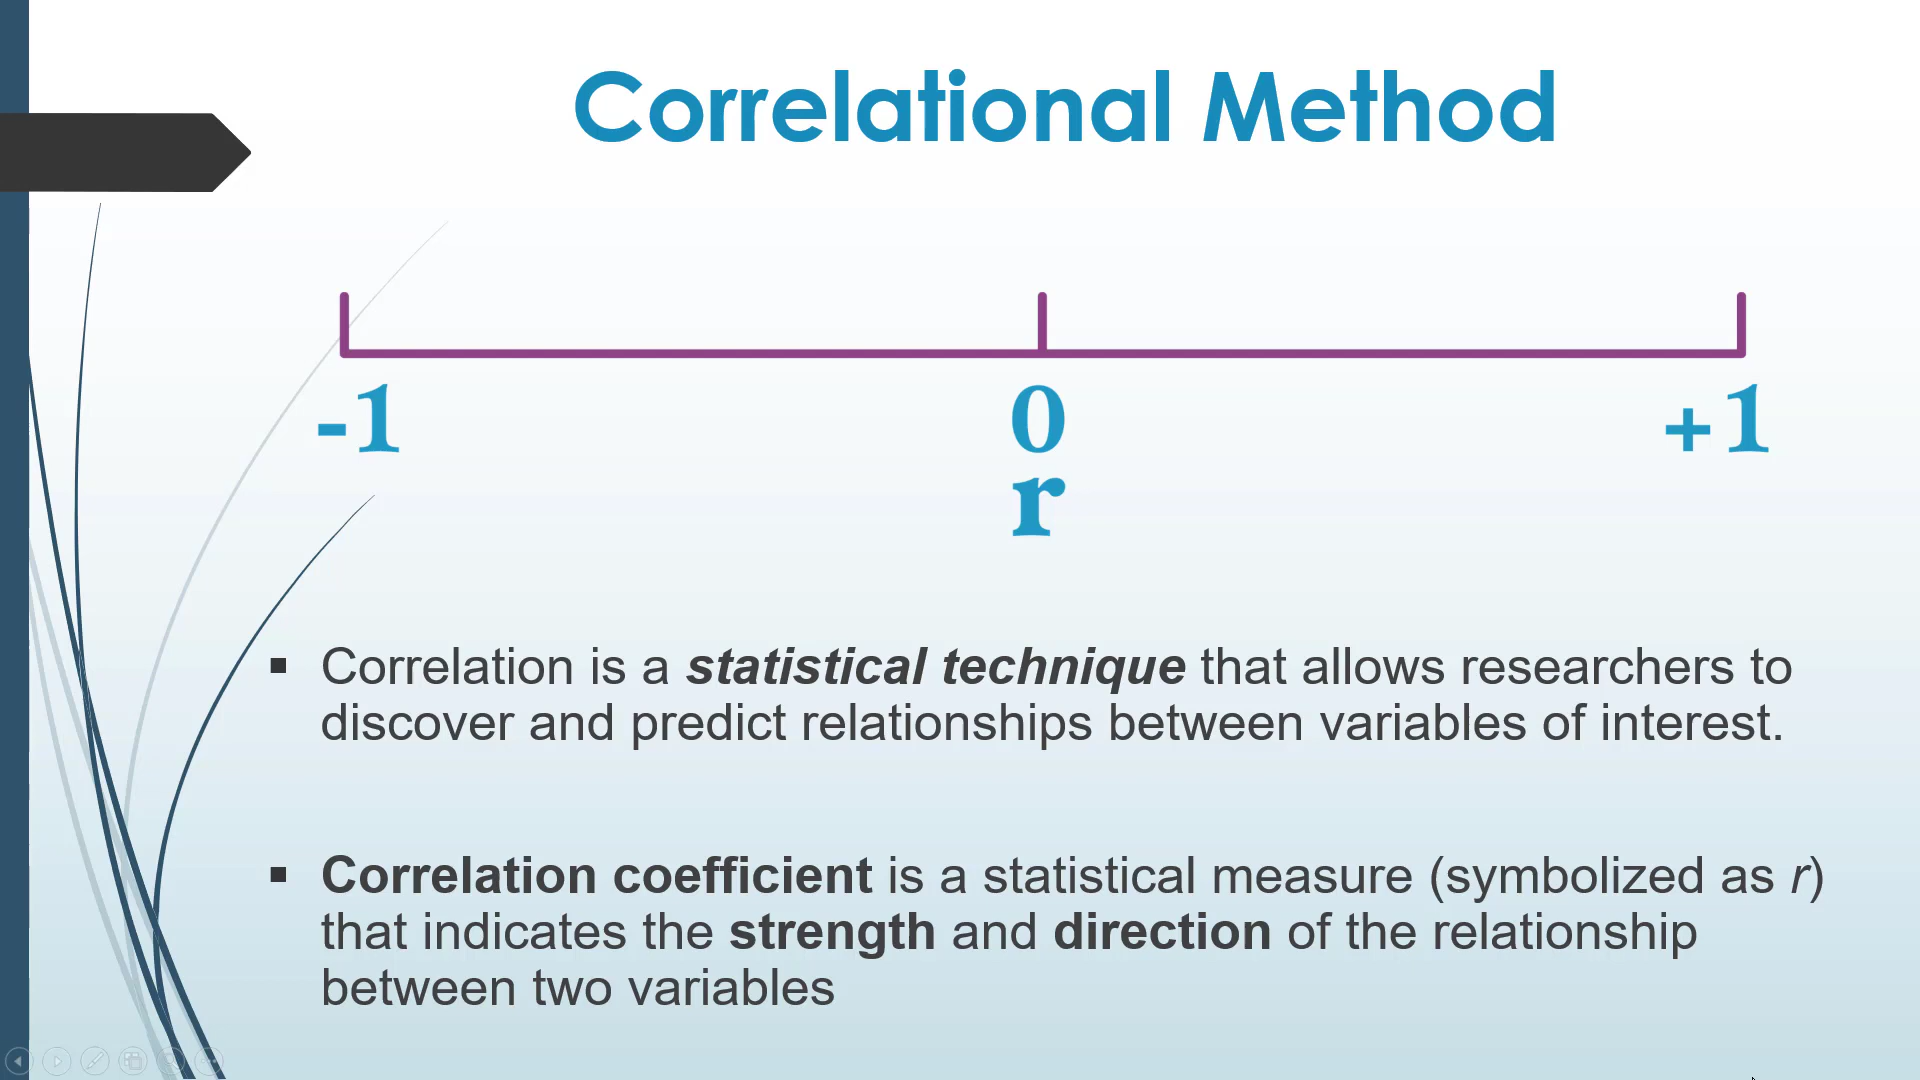 Correlational Method
-1 0 +1
r
▪ Correlation is a statistical technique that allows researchers to
discover and predict relationships between variables of interest.
▪ Correlation coefficient is a statistical measure (symbolized as r)
that indicates the strength and direction of the relationship
between two variables